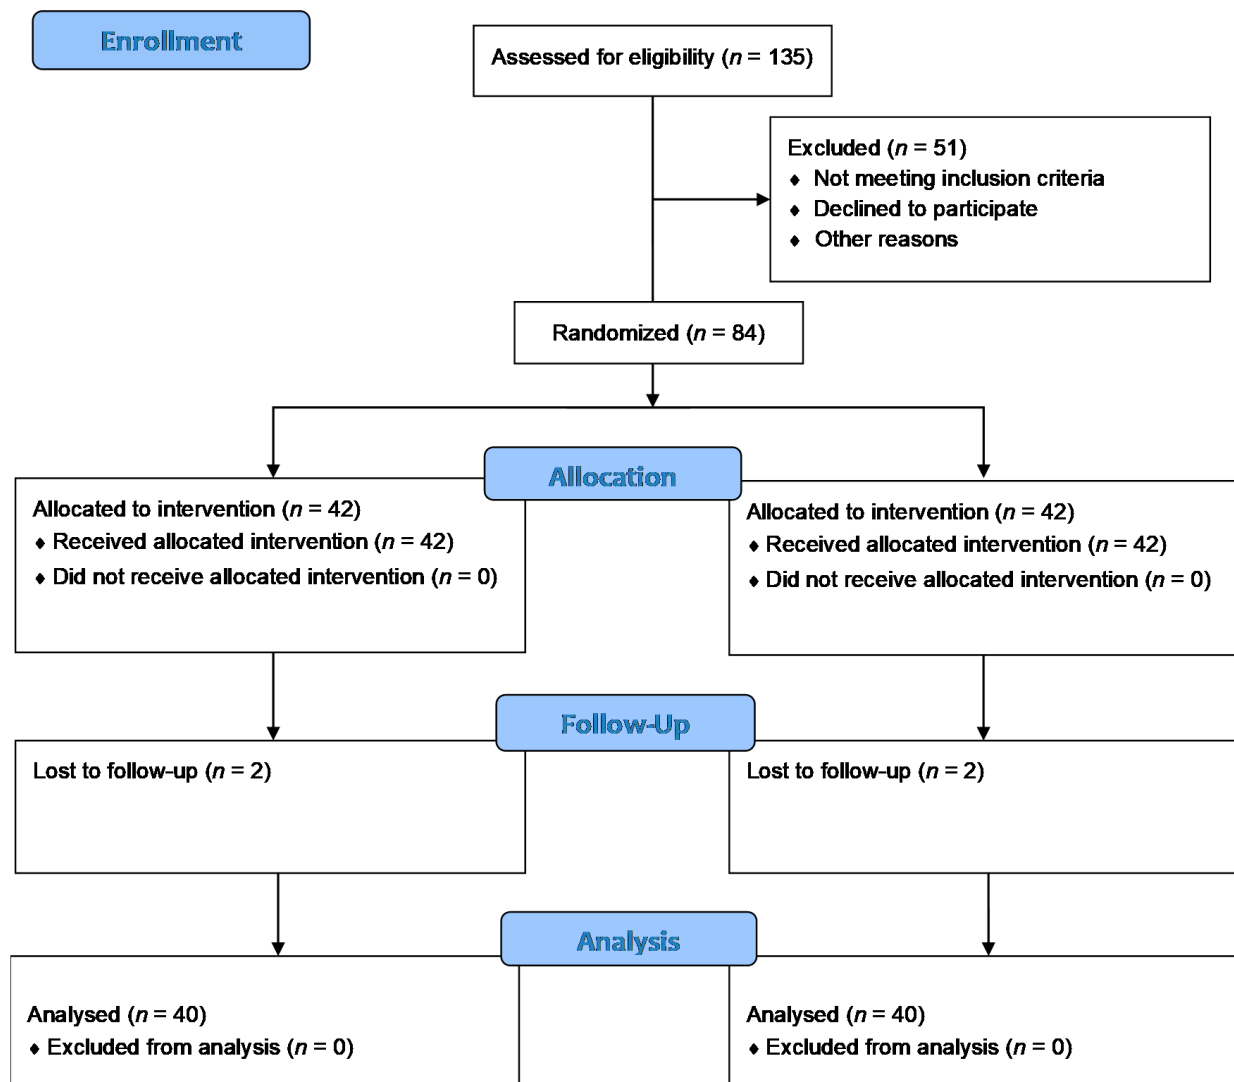 Enrollment
Assessed for eligibility (n = 135)
Excluded (n = 51)
♦ Not meeting inclusion criteria
♦ Declined to participate
♦ Other reasons
Randomized (n = 84)
Allocation
Allocated to intervention (n = 42)
♦ Received allocated intervention (n = 42)
♦ Did not receive allocated intervention (n = 0)
Allocated to intervention (n = 42)
♦ Received allocated intervention (n = 42)
♦ Did not receive allocated intervention (n = 0)
Follow-Up
Lost to follow-up (n = 2)
Lost to follow-up (n = 2)
Analysis
Analysed (n = 40)
♦ Excluded from analysis (n = 0)
Analysed (n = 40)
♦ Excluded from analysis (n = 0)